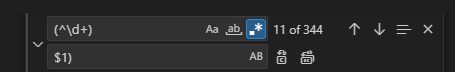 (^\d+) Aa ab .* 11 of 344
$1) AB